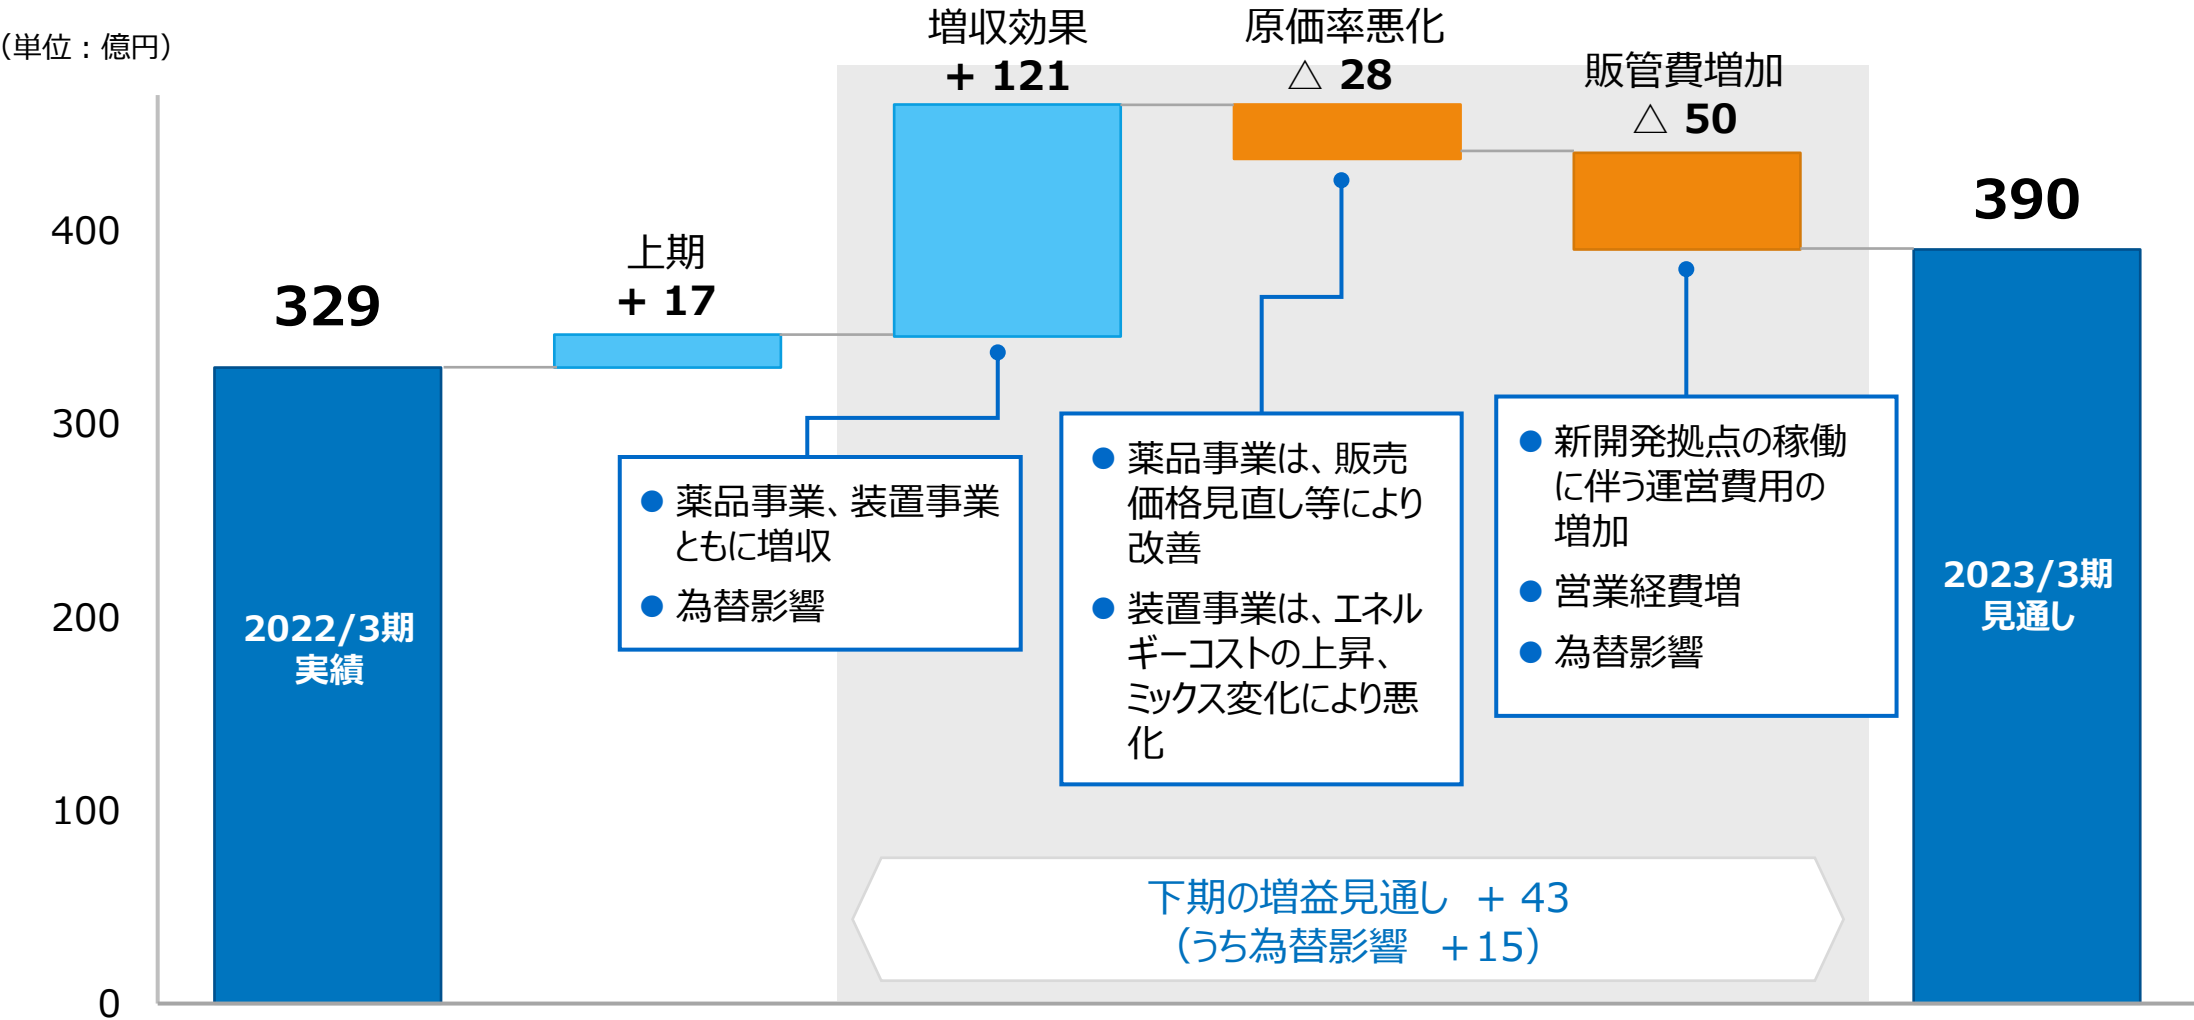 （単位：億円）
増収効果
+ 121
原価率悪化
△ 28
販管費増加
△ 50
390
上期
+ 17
329
400
300
200
100
0
● 薬品事業、装置事業
ともに増収
● 為替影響
● 薬品事業は、販売
価格見直し等により
改善
● 装置事業は、エネル
ギーコストの上昇、
ミックス変化により悪
化
● 新開発拠点の稼働
に伴う運営費用の
増加
● 営業経費増
● 為替影響
2022/3期
実績
2023/3期
見通し
下期の増益見通し + 43
（うち為替影響 +15）